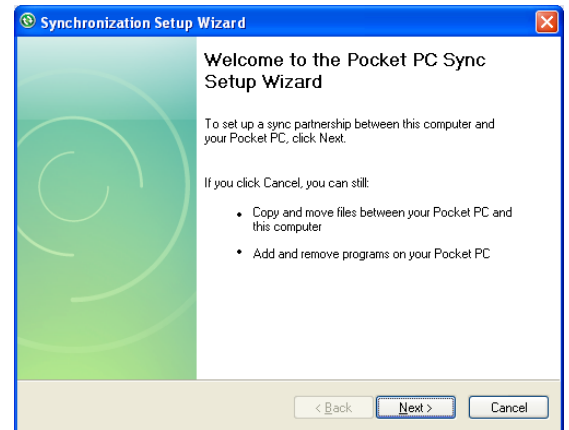 Synchronization Setup Wizard
Welcome to the Pocket PC Sync
Setup Wizard
To set up a sync partnership between this computer and
your Pocket PC, click Next.
If you click Cancel, you can still:
• Copy and move files between your Pocket PC and
this computer
• Add and remove programs on your Pocket PC
< Back
Next >
Cancel